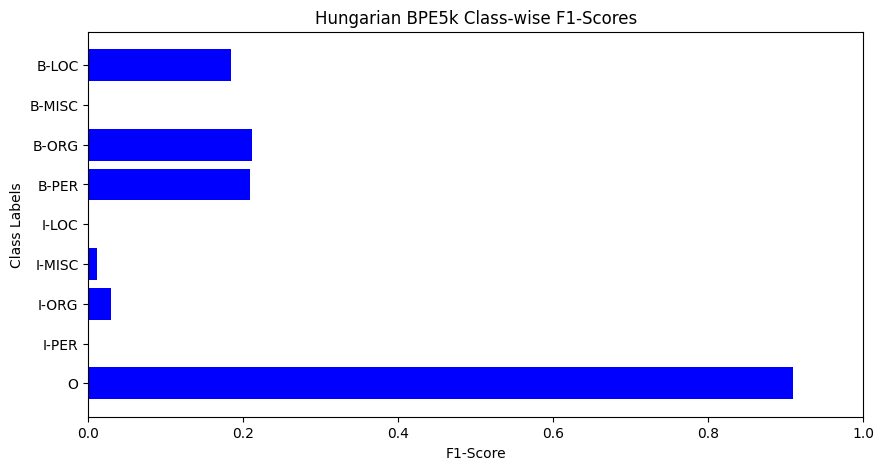 Hungarian BPE5k Class-wise F1-Scores
Class Labels
B-LOC
B-MISC
B-ORG
B-PER
I-LOC
I-MISC
I-ORG
I-PER
O
0.0 0.2 0.4 0.6 0.8 1.0
F1-Score